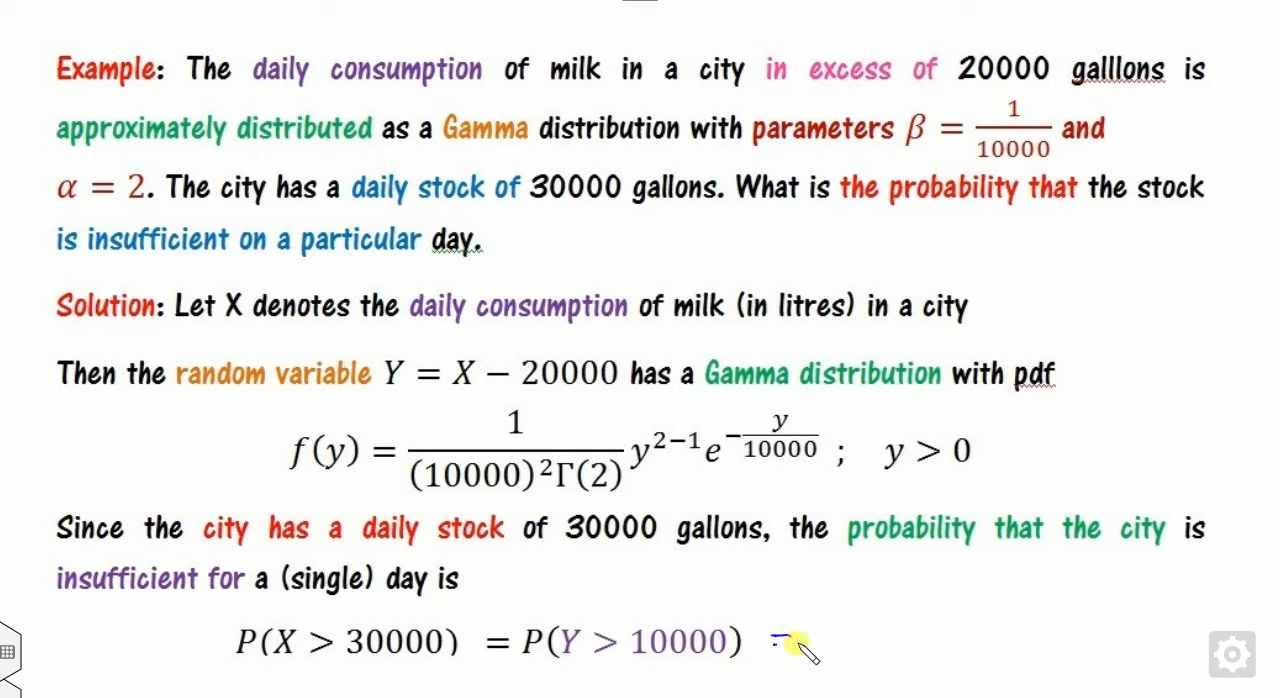 Example: The daily consumption of milk in a city in excess of 20000 galllons is
approximately distributed as a Gamma distribution with parameters β = 1/10000 and
α = 2. The city has a daily stock of 30000 gallons. What is the probability that the stock
is insufficient on a particular day.
Solution: Let X denotes the daily consumption of milk (in litres) in a city
Then the random variable Y = X − 20000 has a Gamma distribution with pdf
f(y) = 1/((10000)²Γ(2)) y²⁻¹ e^(−y/10000) ; y > 0
Since the city has a daily stock of 30000 gallons, the probability that the city is
insufficient for a (single) day is
P(X > 30000) = P(Y > 10000) =